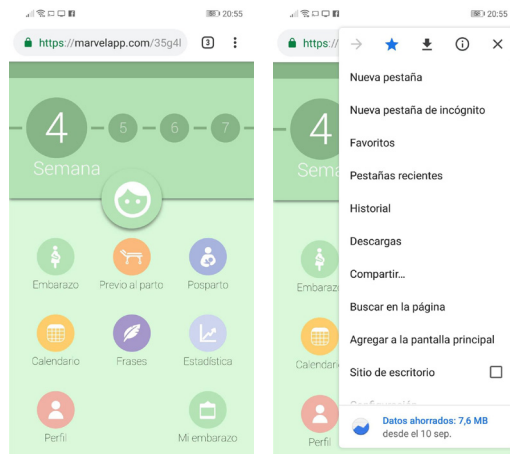 20:55
https://marvelapp.com/35g4l
3
4
5
6
7
Semana
Embarazo
Previo al parto
Posparto
Calendario
Frases
Estadística
Perfil
Mi embarazo
20:55
https://
4
Sema
Embaraz
Calendari
Perfil
Nueva pestaña
Nueva pestaña de incógnito
Favoritos
Pestañas recientes
Historial
Descargas
Compartir...
Buscar en la página
Agregar a la pantalla principal
Sitio de escritorio
Datos ahorrados: 7,6 MB
desde el 10 sep.